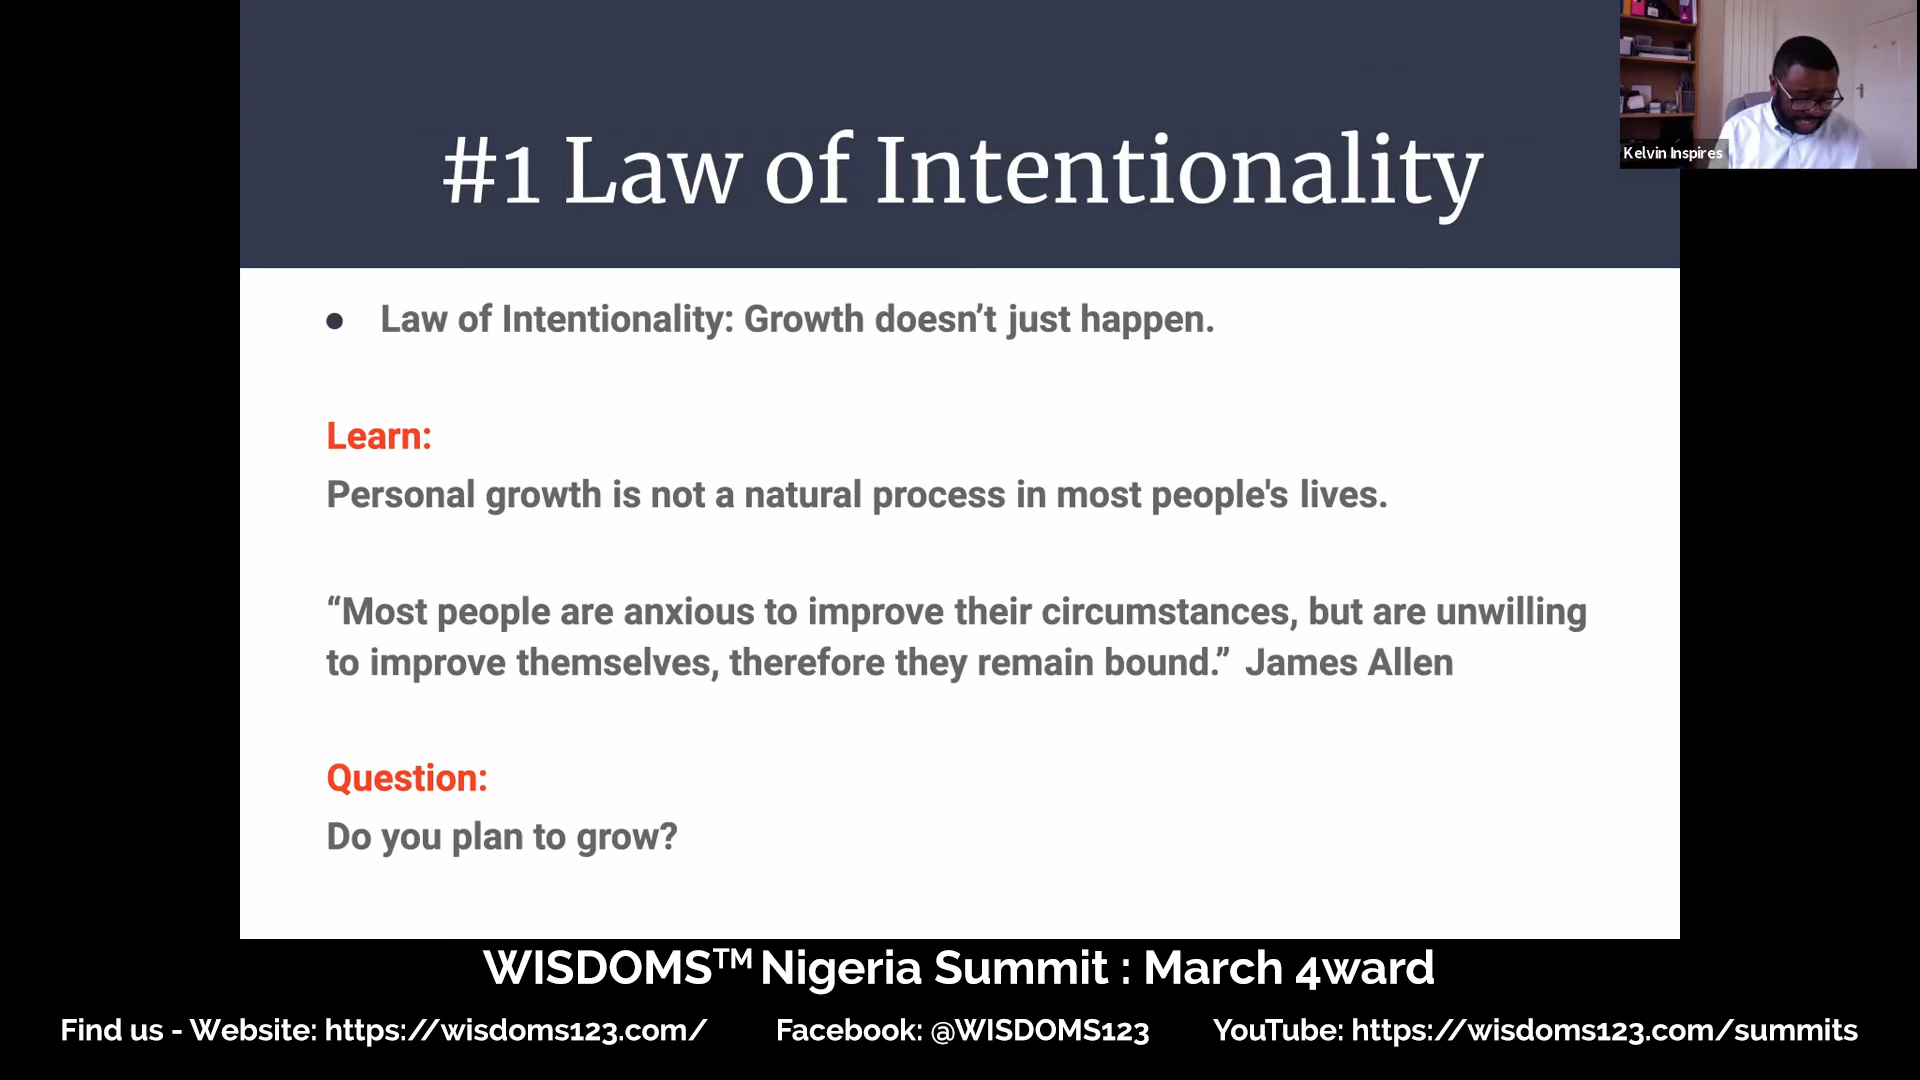 #1 Law of Intentionality
Kelvin Inspires
● Law of Intentionality: Growth doesn’t just happen.
Learn:
Personal growth is not a natural process in most people's lives.
“Most people are anxious to improve their circumstances, but are unwilling
to improve themselves, therefore they remain bound.” James Allen
Question:
Do you plan to grow?
WISDOMS™ Nigeria Summit : March 4ward
Find us - Website: https://wisdoms123.com/ Facebook: @WISDOMS123 YouTube: https://wisdoms123.com/summits